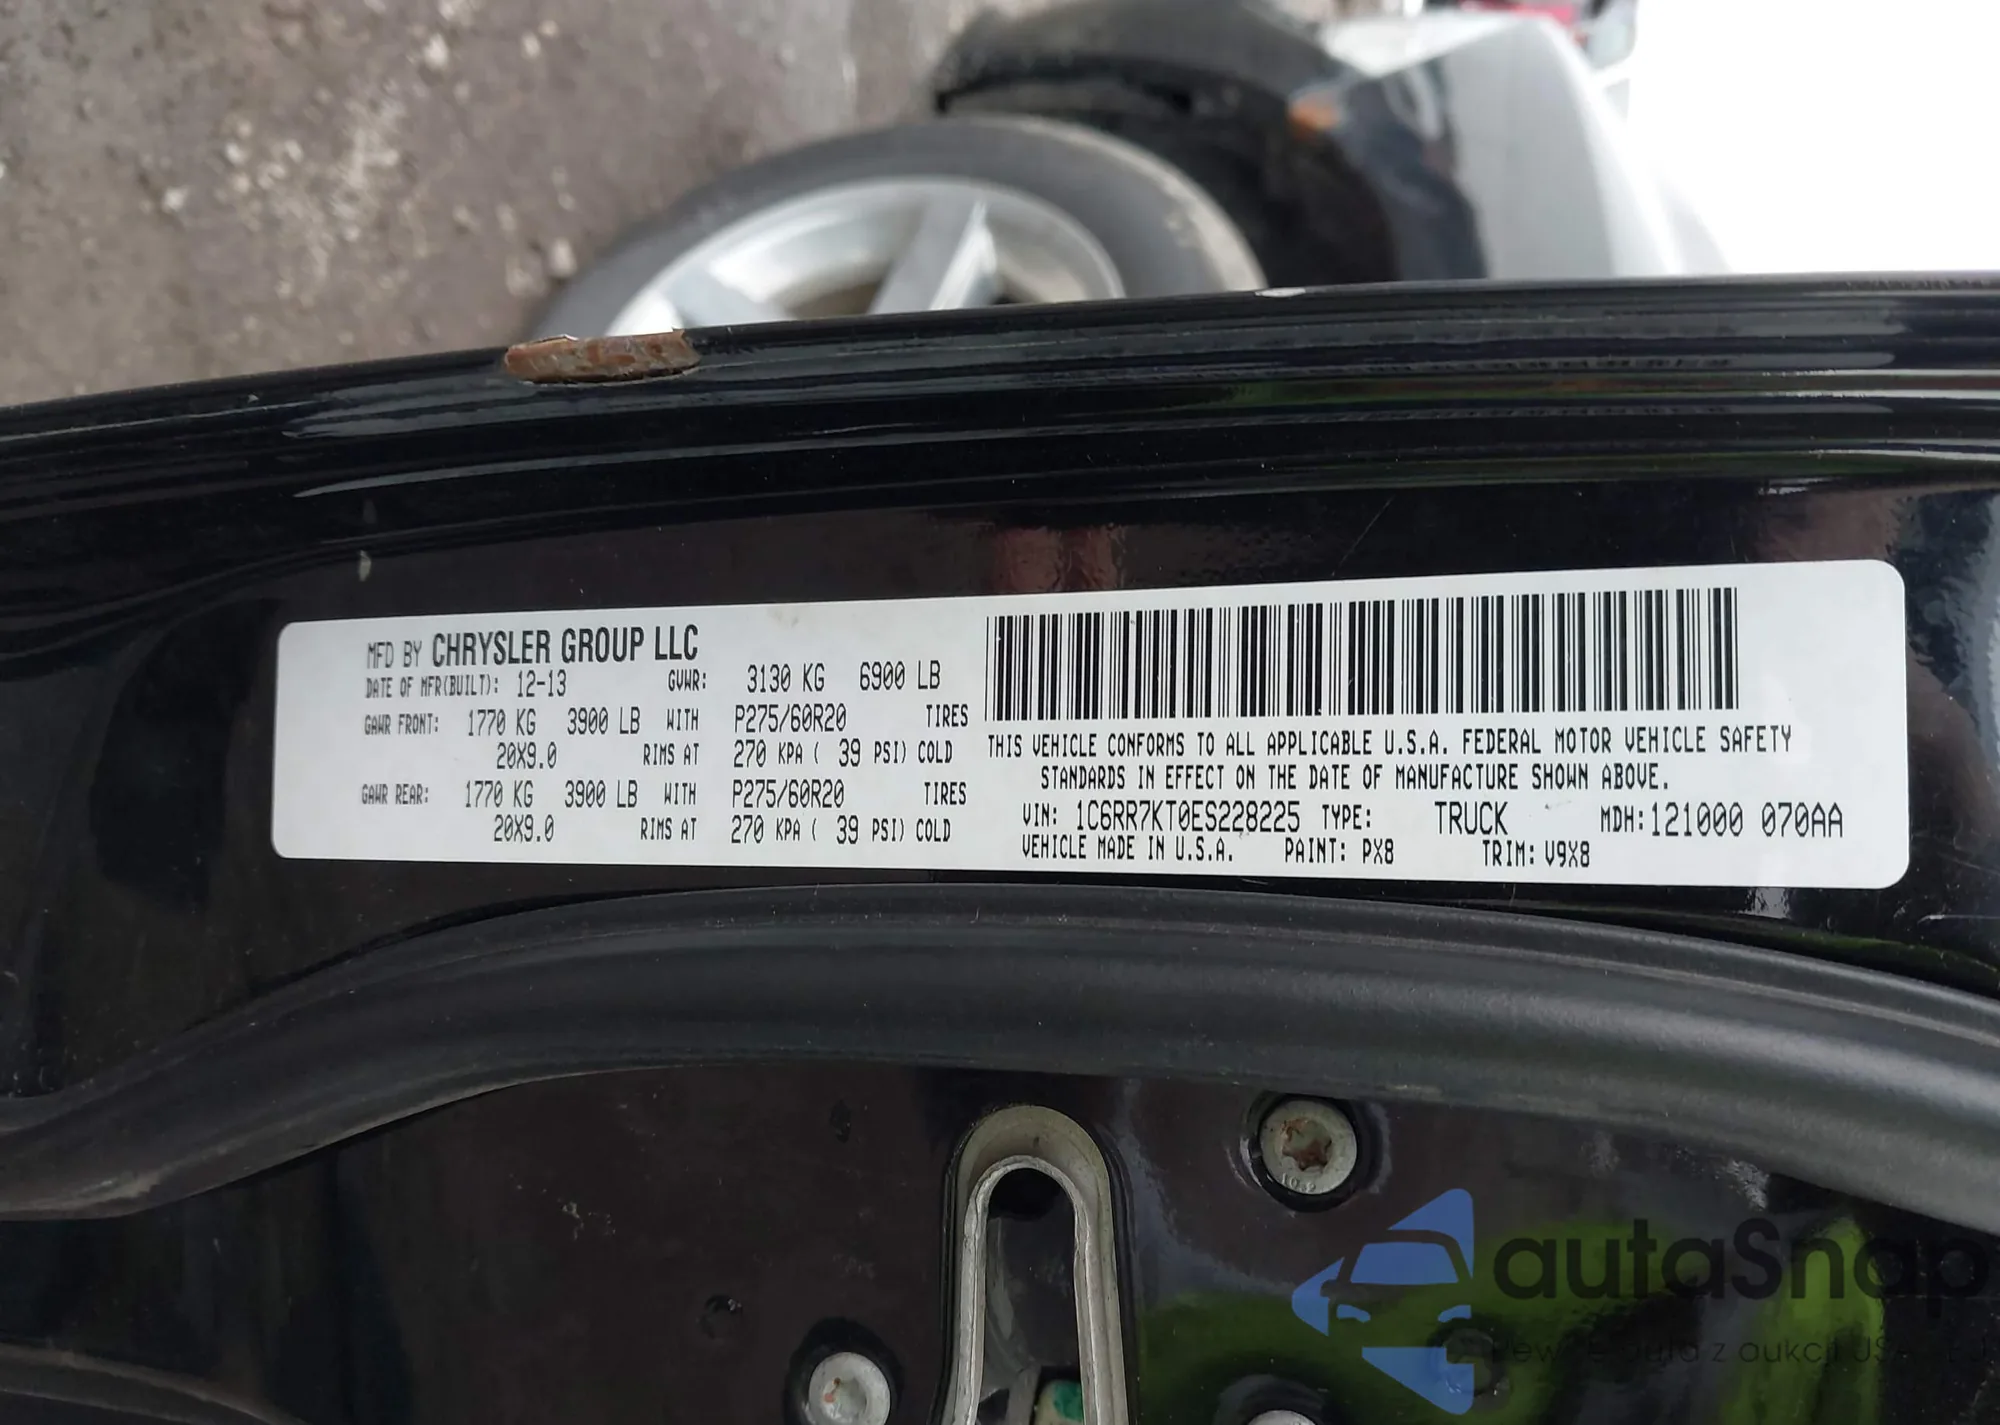 MFD BY CHRYSLER GROUP LLC
DATE OF MFR(BUILT): 12-13 GVWR: 3130 KG 6900 LB
GAWR FRONT: 1770 KG 3900 LB WITH P275/60R20 TIRES
20X9.0 RIMS AT 270 KPA ( 39 PSI) COLD
GAWR REAR: 1770 KG 3900 LB WITH P275/60R20 TIRES
20X9.0 RIMS AT 270 KPA ( 39 PSI) COLD
THIS VEHICLE CONFORMS TO ALL APPLICABLE U.S.A. FEDERAL MOTOR VEHICLE SAFETY
STANDARDS IN EFFECT ON THE DATE OF MANUFACTURE SHOWN ABOVE.
VIN: 1C6RR7KT0ES228225 TYPE: TRUCK MDH:121000 070AA
VEHICLE MADE IN U.S.A. PAINT: PX8 TRIM: V9X8
autaSnap
auta z aukcji